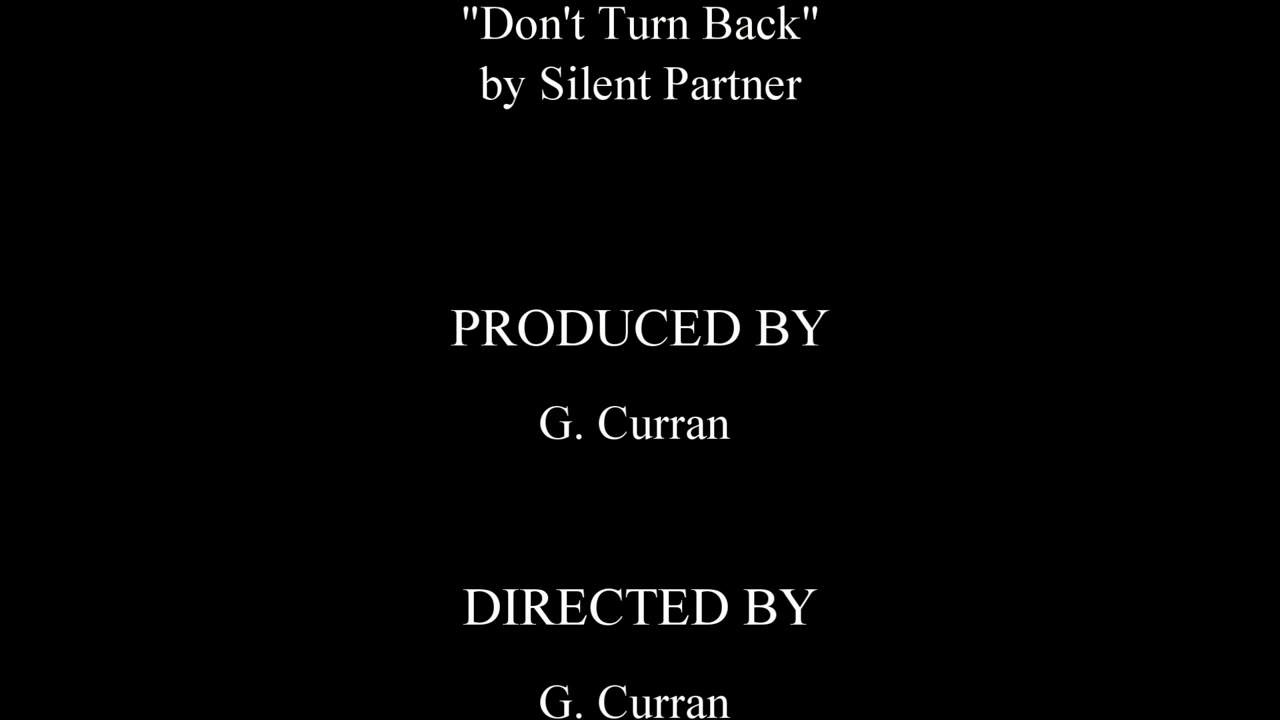 "Don't Turn Back"
by Silent Partner
PRODUCED BY
G. Curran
DIRECTED BY
G. Curran